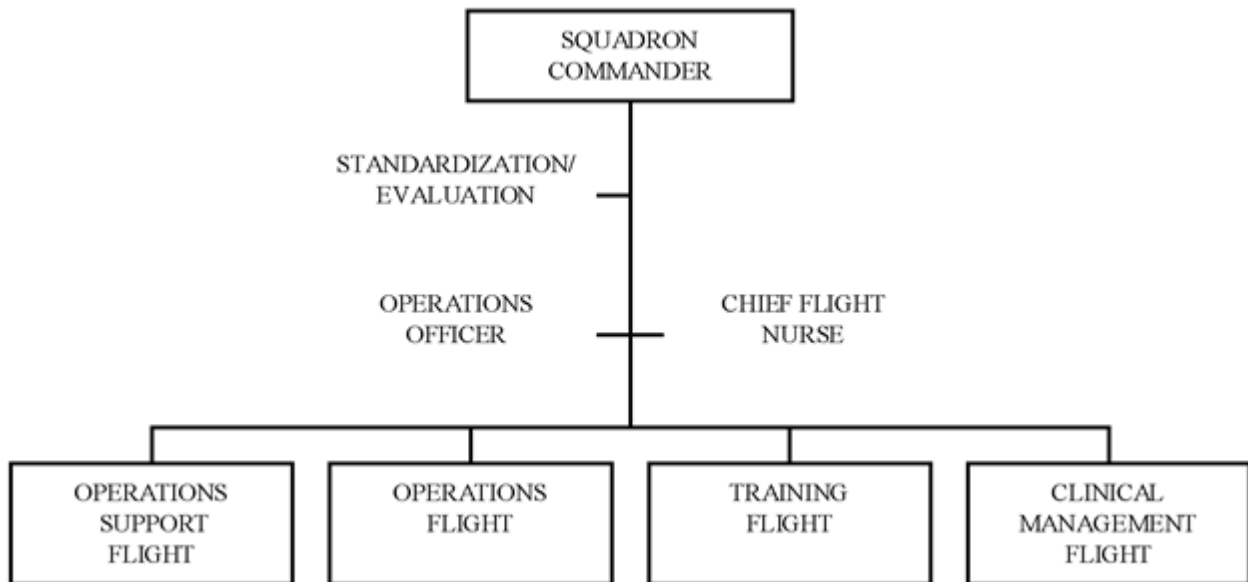 SQUADRON
COMMANDER
STANDARDIZATION/
EVALUATION
OPERATIONS
OFFICER
CHIEF FLIGHT
NURSE
OPERATIONS
SUPPORT
FLIGHT
OPERATIONS
FLIGHT
TRAINING
FLIGHT
CLINICAL
MANAGEMENT
FLIGHT